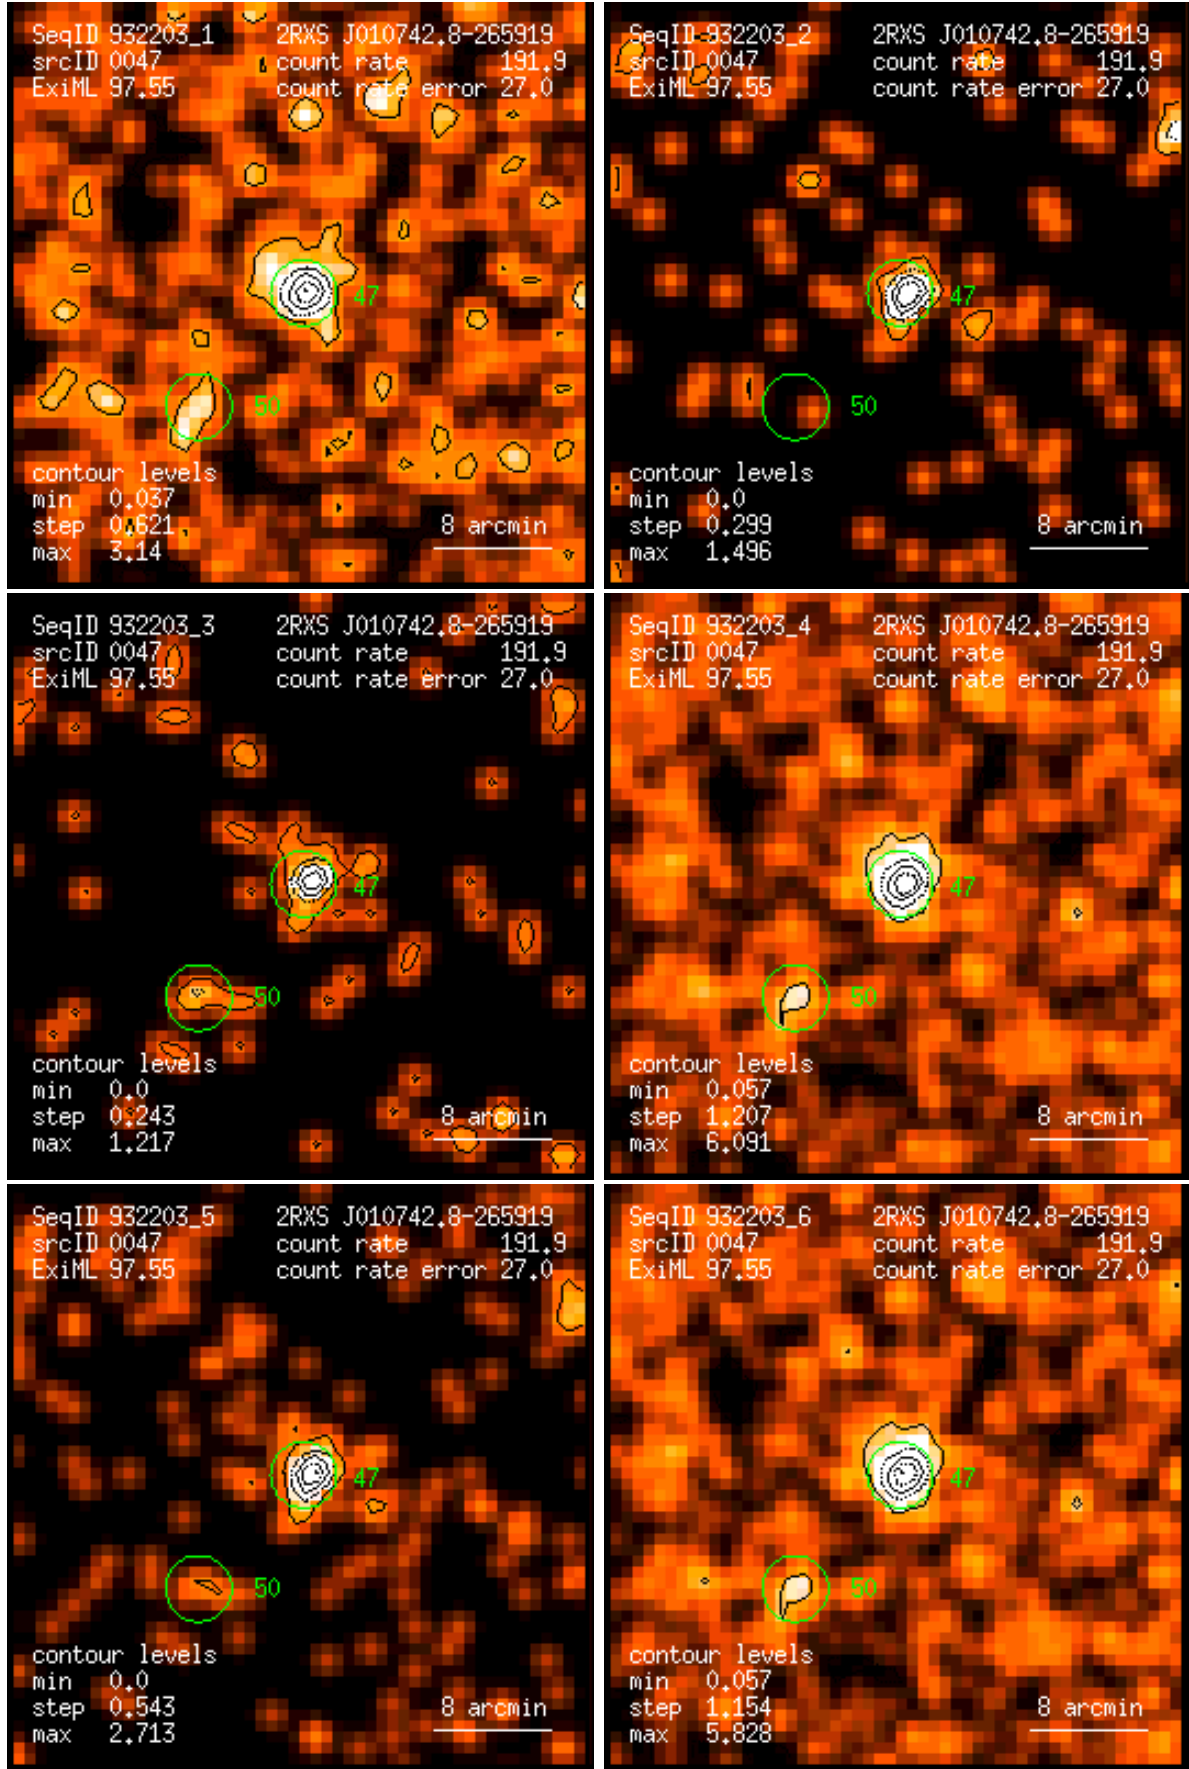 SeqID 932203_1 2RXS J010742.8-265919
srcID 0047 count rate 191.9
ExiML 97.55 count rate error 27.0
47
50
contour levels
min 0.037
step 0.621 8 arcmin
max 3.14
SeqID 932203_2 2RXS J010742.8-265919
srcID 0047 count rate 191.9
ExiML 97.55 count rate error 27.0
47
50
contour levels
min 0.0
step 0.299 8 arcmin
max 1.496
SeqID 932203_3 2RXS J010742.8-265919
srcID 0047 count rate 191.9
ExiML 97.55 count rate error 27.0
47
50
contour levels
min 0.0
step 0.243 8 arcmin
max 1.217
SeqID 932203_4 2RXS J010742.8-265919
srcID 0047 count rate 191.9
ExiML 97.55 count rate error 27.0
47
50
contour levels
min 0.057
step 1.207 8 arcmin
max 6.091
SeqID 932203_5 2RXS J010742.8-265919
srcID 0047 count rate 191.9
ExiML 97.55 count rate error 27.0
47
50
contour levels
min 0.0
step 0.543 8 arcmin
max 2.713
SeqID 932203_6 2RXS J010742.8-265919
srcID 0047 count rate 191.9
ExiML 97.55 count rate error 27.0
47
50
contour levels
min 0.057
step 1.154 8 arcmin
max 5.828